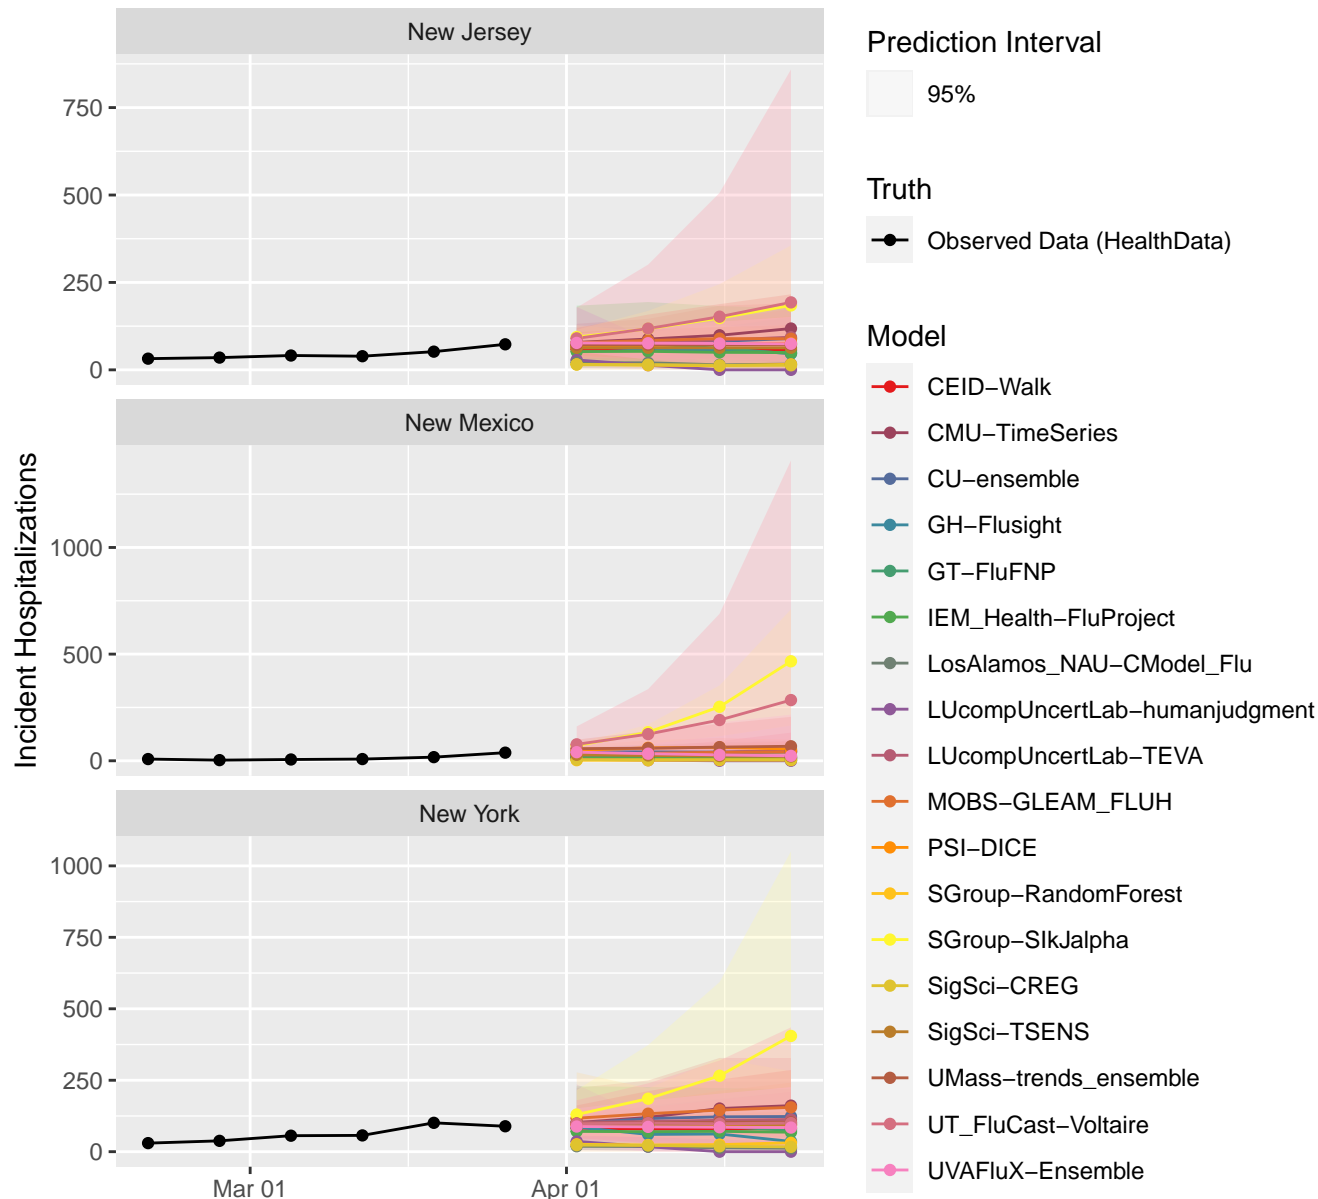 New Jersey
750
500
250
0
New Mexico
1000
500
0
New York
1000
750
500
250
0
Mar 01
Apr 01
Incident Hospitalizations
Prediction Interval
95%
Truth
Observed Data (HealthData)
Model
CEID−Walk
CMU−TimeSeries
CU−ensemble
GH−Flusight
GT−FluFNP
IEM_Health−FluProject
LosAlamos_NAU−CModel_Flu
LUcompUncertLab−humanjudgment
LUcompUncertLab−TEVA
MOBS−GLEAM_FLUH
PSI−DICE
SGroup−RandomForest
SGroup−SIkJalpha
SigSci−CREG
SigSci−TSENS
UMass−trends_ensemble
UT_FluCast−Voltaire
UVAFluX−Ensemble